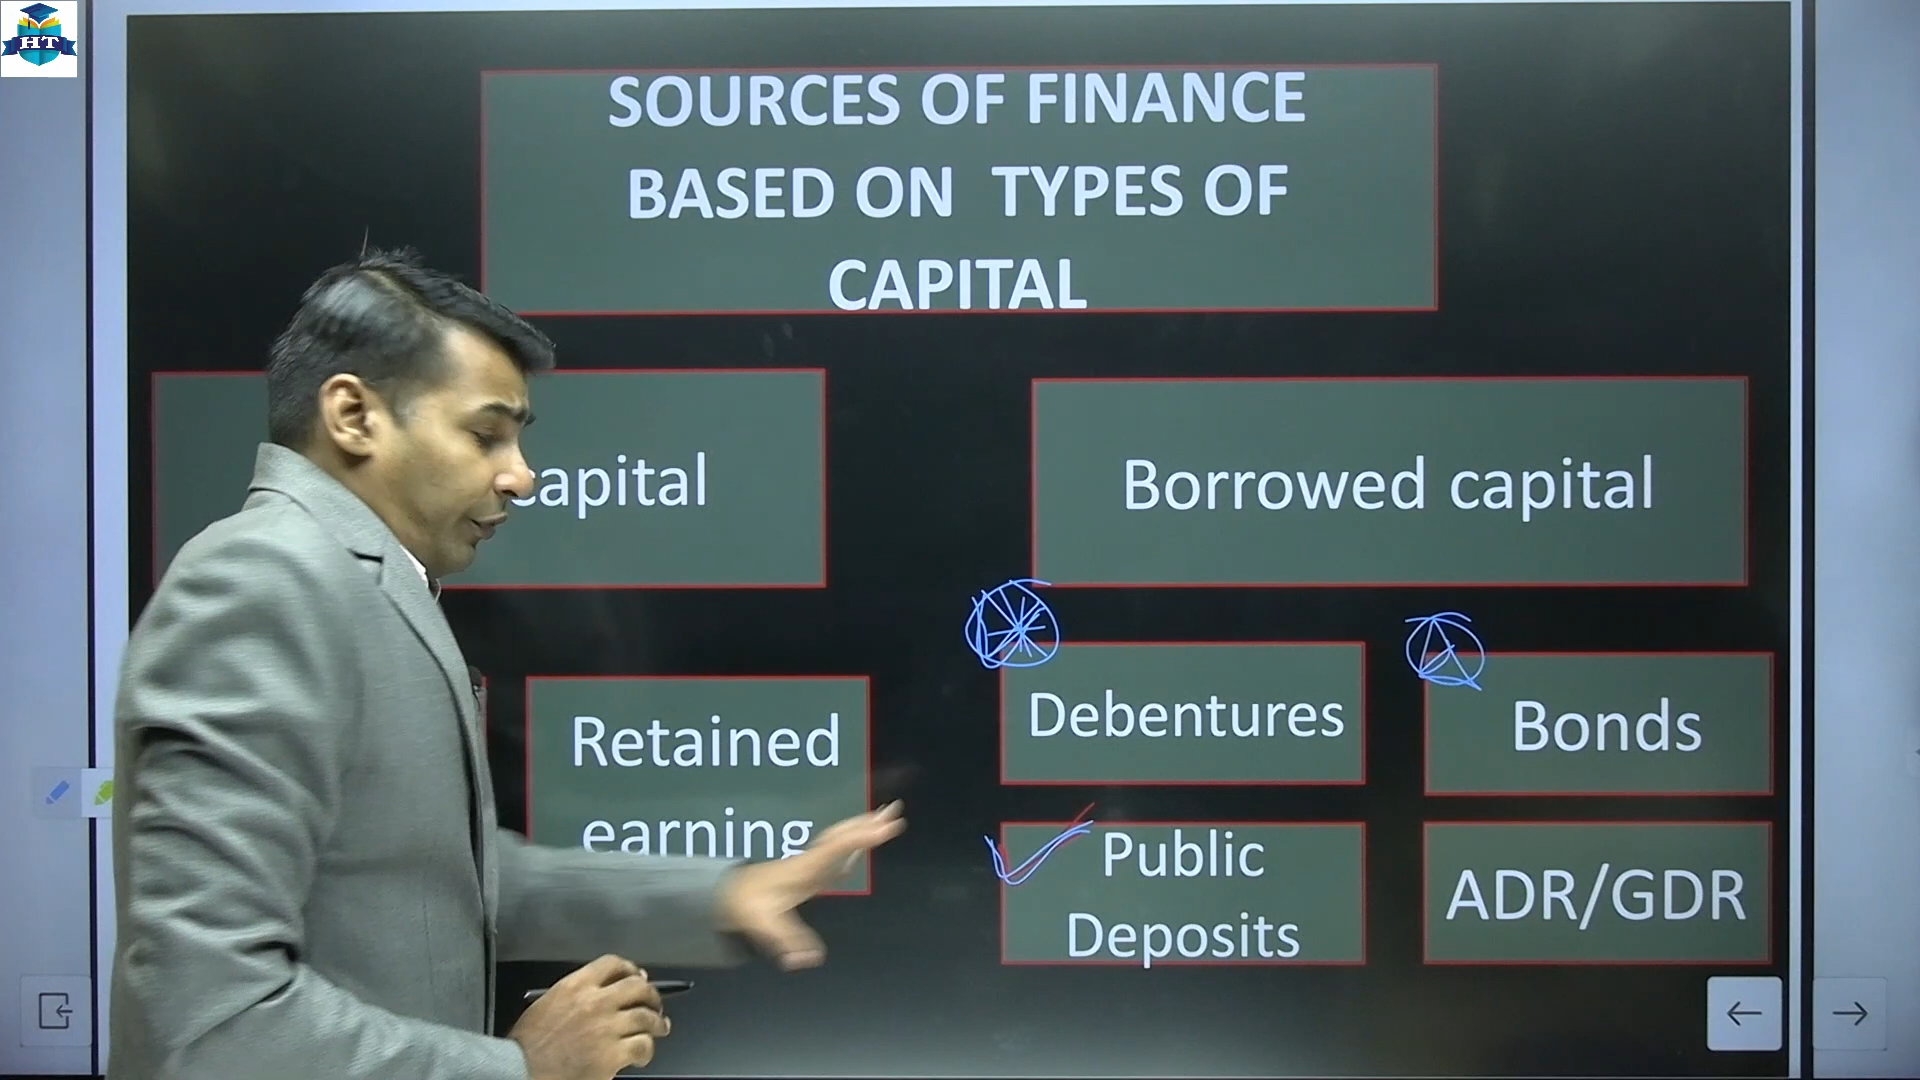 HT
SOURCES OF FINANCE
BASED ON TYPES OF
CAPITAL
capital
Borrowed capital
Retained
earning
Debentures
Bonds
Public
Deposits
ADR/GDR